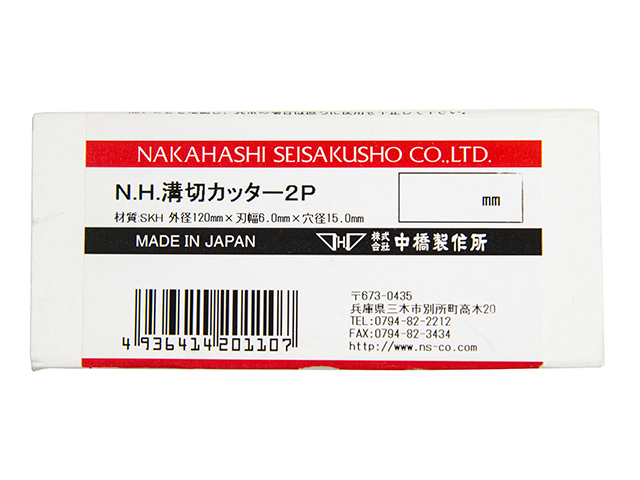 NAKAHASHI SEISAKUSHO CO.,LTD.
N.H.溝切カッター2P
mm
材質:SKH 外径120mm×刃幅6.0mm×穴径15.0mm
MADE IN JAPAN
株式会社 中橋製作所
〒673-0435
兵庫県三木市別所町高木20
TEL:0794-82-2212
FAX:0794-82-3434
http://www.ns-co.com
4 936414 201107